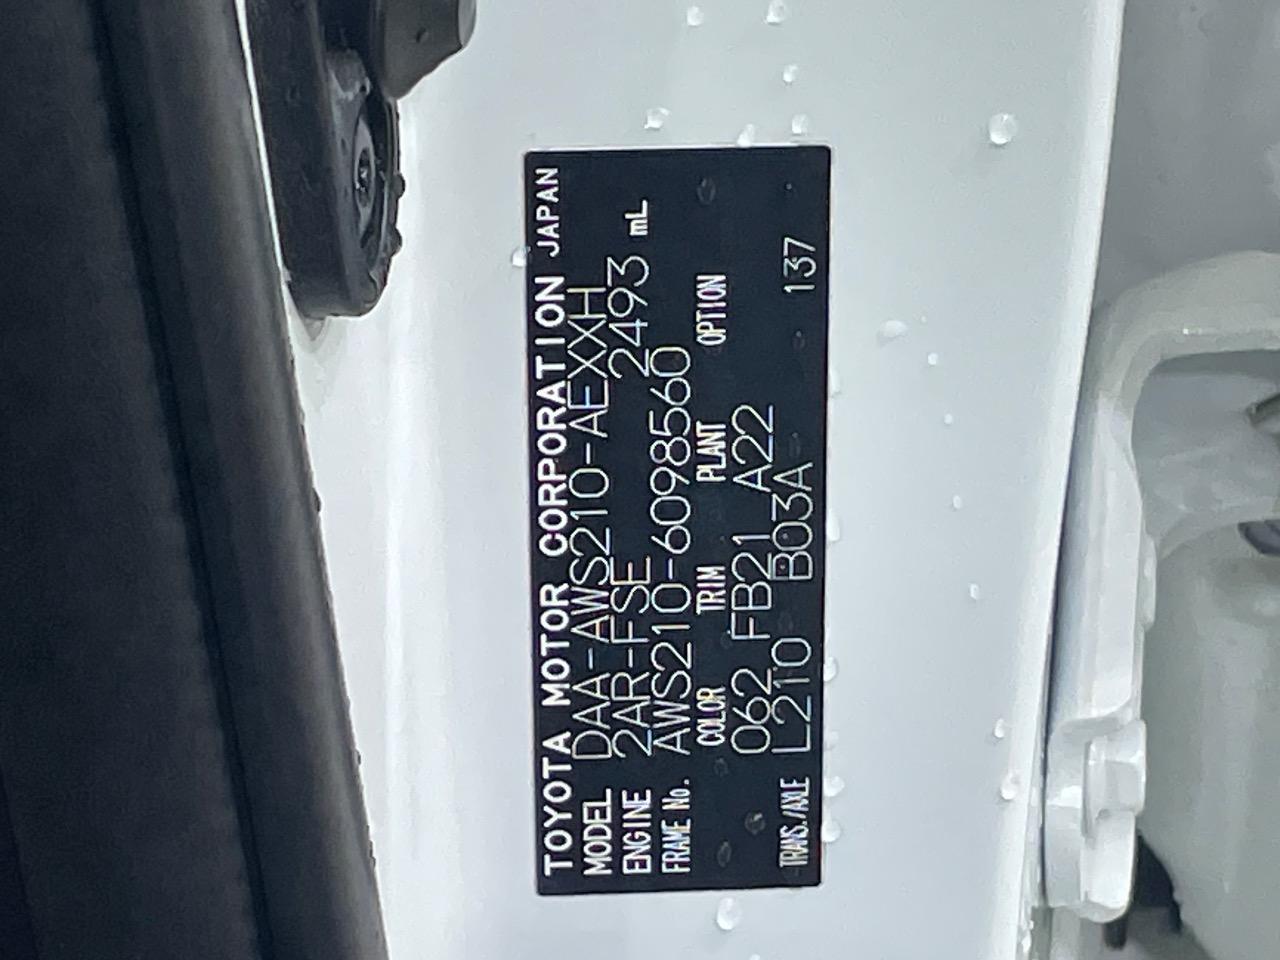 TOYOTA MOTOR CORPORATION JAPAN
MODEL DAA-AWS210-AEXXH
ENGINE 2AR-FSE 2493 mL
FRAME No. AWS210-6098560
COLOR TRIM PLANT OPTION
062 FB21 A22
TRANS./AXLE L210 B03A 137